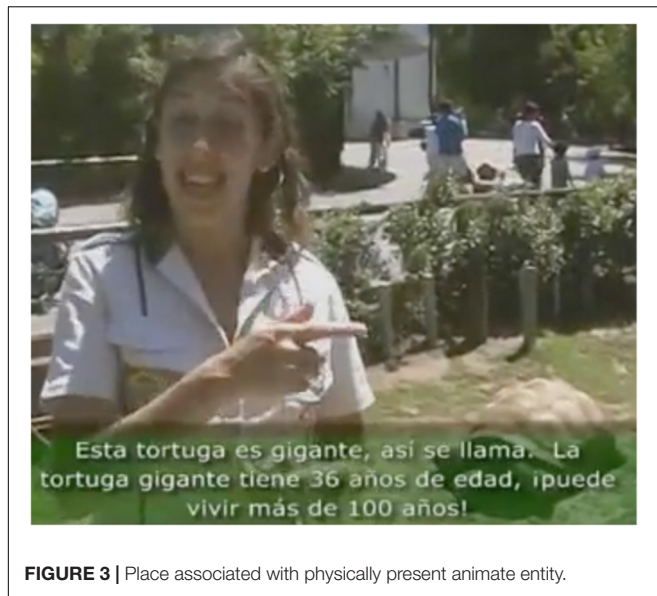 Esta tortuga es gigante, así se llama. La
tortuga gigante tiene 36 años de edad, ¡puede
vivir más de 100 años!
FIGURE 3 | Place associated with physically present animate entity.